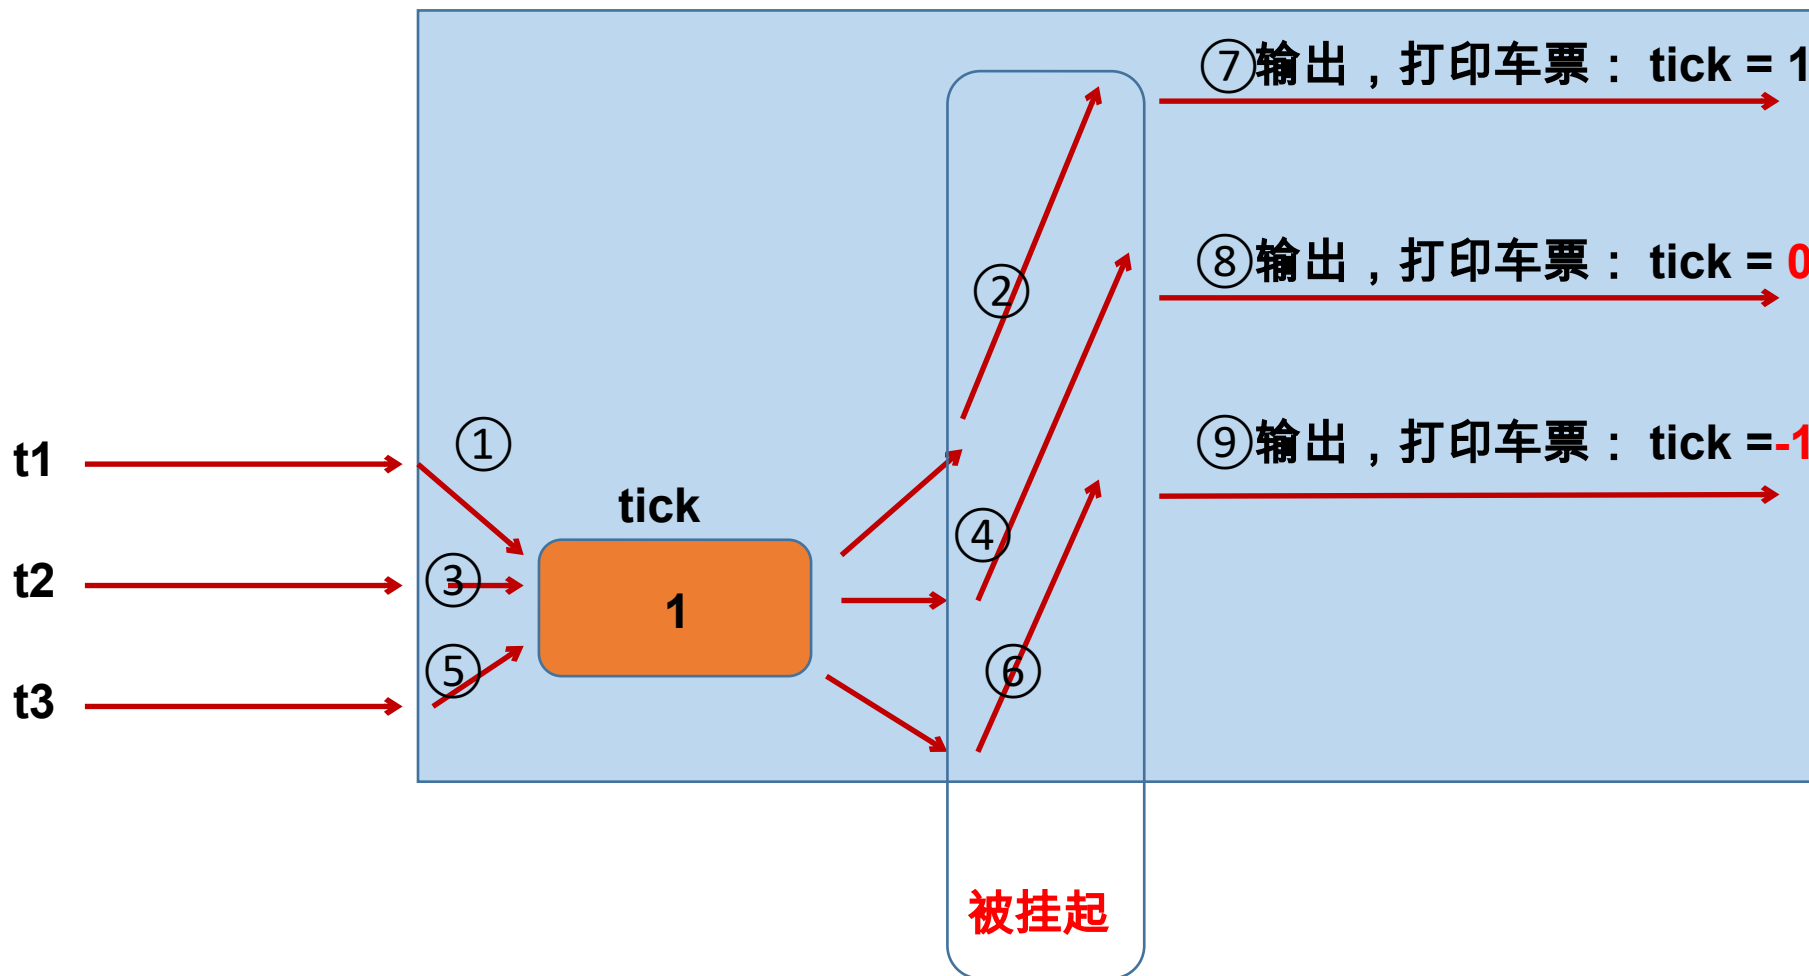 ⑦输出，打印车票： tick = 1
②
⑧输出，打印车票： tick = 0
①
⑨输出，打印车票： tick =-1
t1
tick
④
t2
③
1
⑤
⑥
t3
被挂起